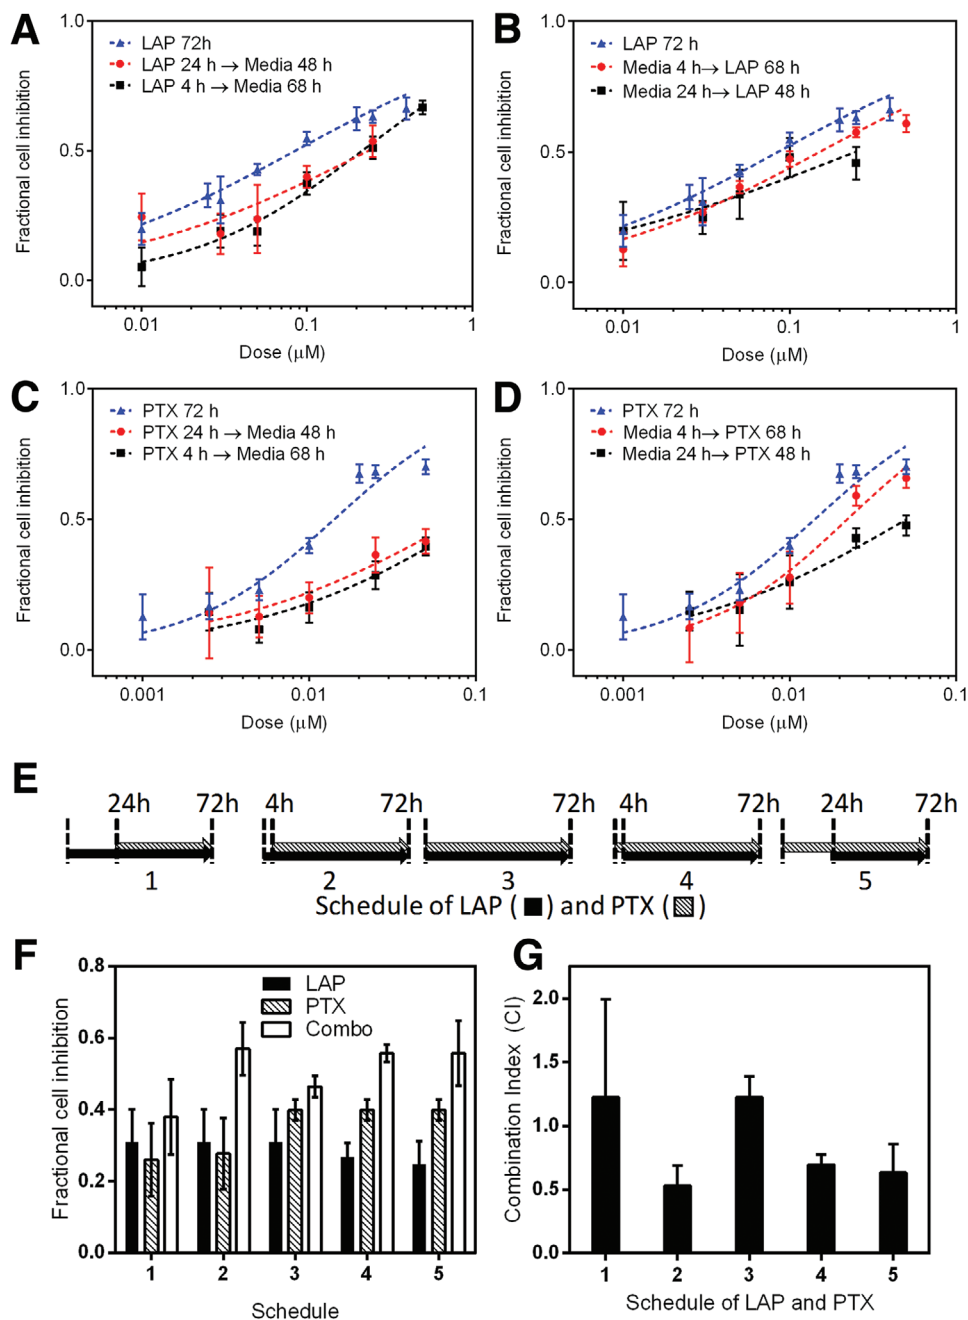 A
1.0
0.5
0.0
Fractional cell inhibition
LAP 72h
LAP 24 h → Media 48 h
LAP 4 h → Media 68 h
0.01
0.1
1
Dose (μM)
B
1.0
0.5
0.0
Fractional cell inhibition
LAP 72 h
Media 4 h→ LAP 68 h
Media 24 h→ LAP 48 h
0.01
0.1
1
Dose (μM)
C
1.0
0.5
0.0
Fractional cell inhibition
PTX 72 h
PTX 24 h → Media 48 h
PTX 4 h → Media 68 h
0.001
0.01
0.1
Dose (μM)
D
1.0
0.5
0.0
Fractional cell inhibition
PTX 72 h
Media 4 h→ PTX 68 h
Media 24 h→ PTX 48 h
0.001
0.01
0.1
Dose (μM)
E
24h 72h 4h 72h 72h 4h 72h 24h 72h
1 2 3 4 5
Schedule of LAP ( ) and PTX ( )
F
0.8
0.6
0.4
0.2
0.0
Fractional cell inhibition
LAP
PTX
Combo
1 2 3 4 5
Schedule
G
2.0
1.5
1.0
0.5
0.0
Combination Index (CI)
1 2 3 4 5
Schedule of LAP and PTX